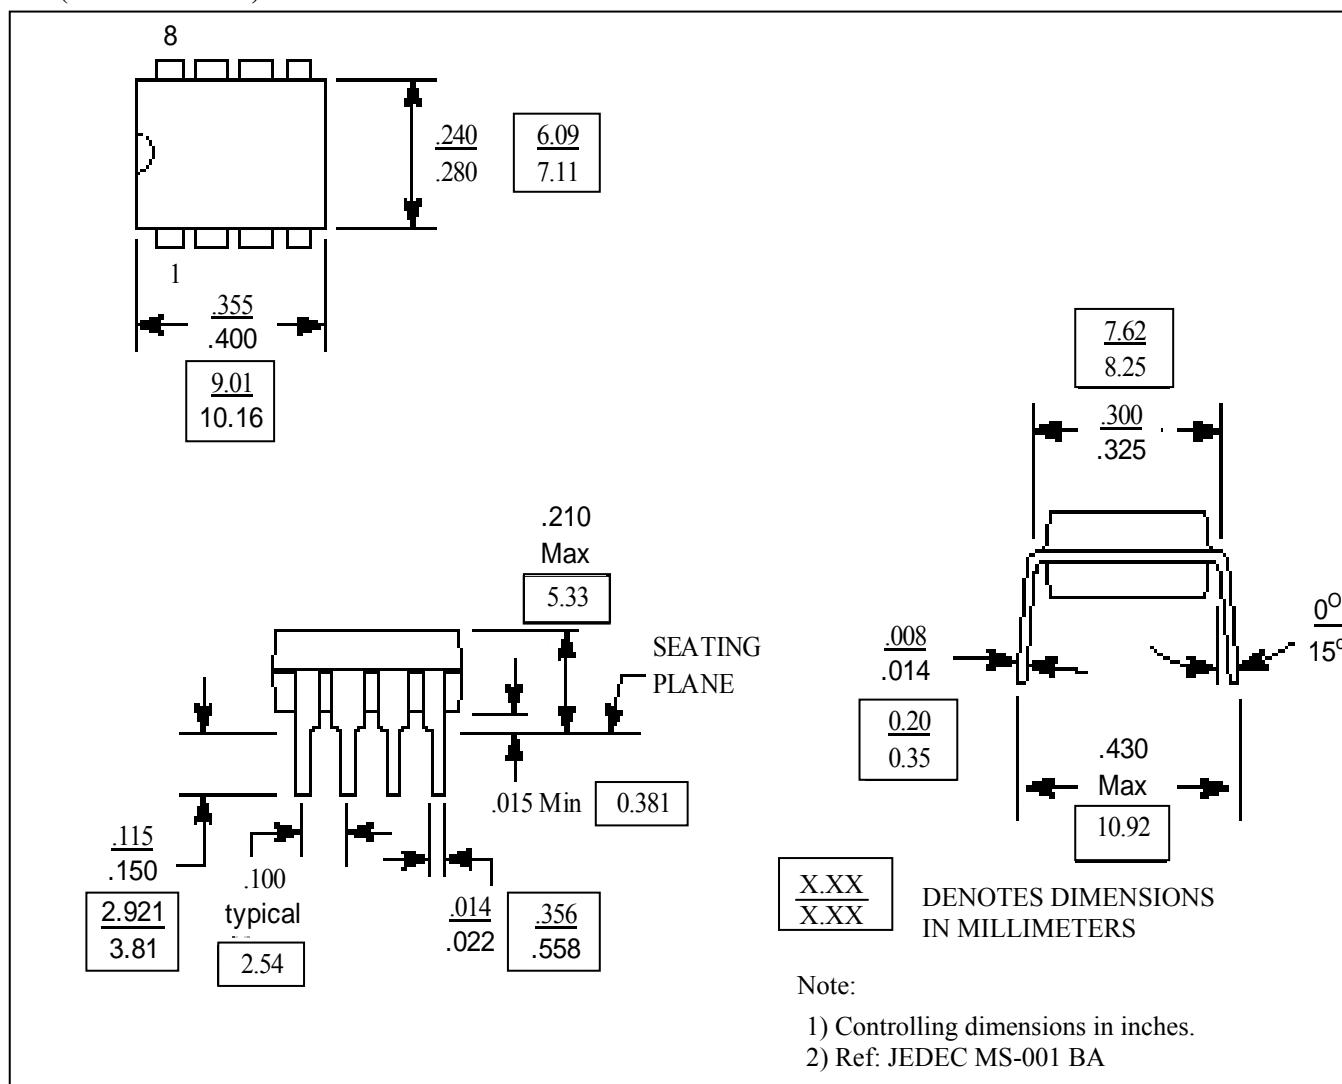 8
.240
.280
6.09
7.11
1
.355
.400
9.01
10.16
7.62
8.25
.300
.325
.210
Max
5.33
SEATING
PLANE
.008
.014
0.20
0.35
0°
15°
.430
Max
10.92
.015 Min
0.381
.115
.150
2.921
3.81
.100
typical
2.54
.014
.022
.356
.558
X.XX
X.XX
DENOTES DIMENSIONS
IN MILLIMETERS
Note:
1) Controlling dimensions in inches.
2) Ref: JEDEC MS-001 BA